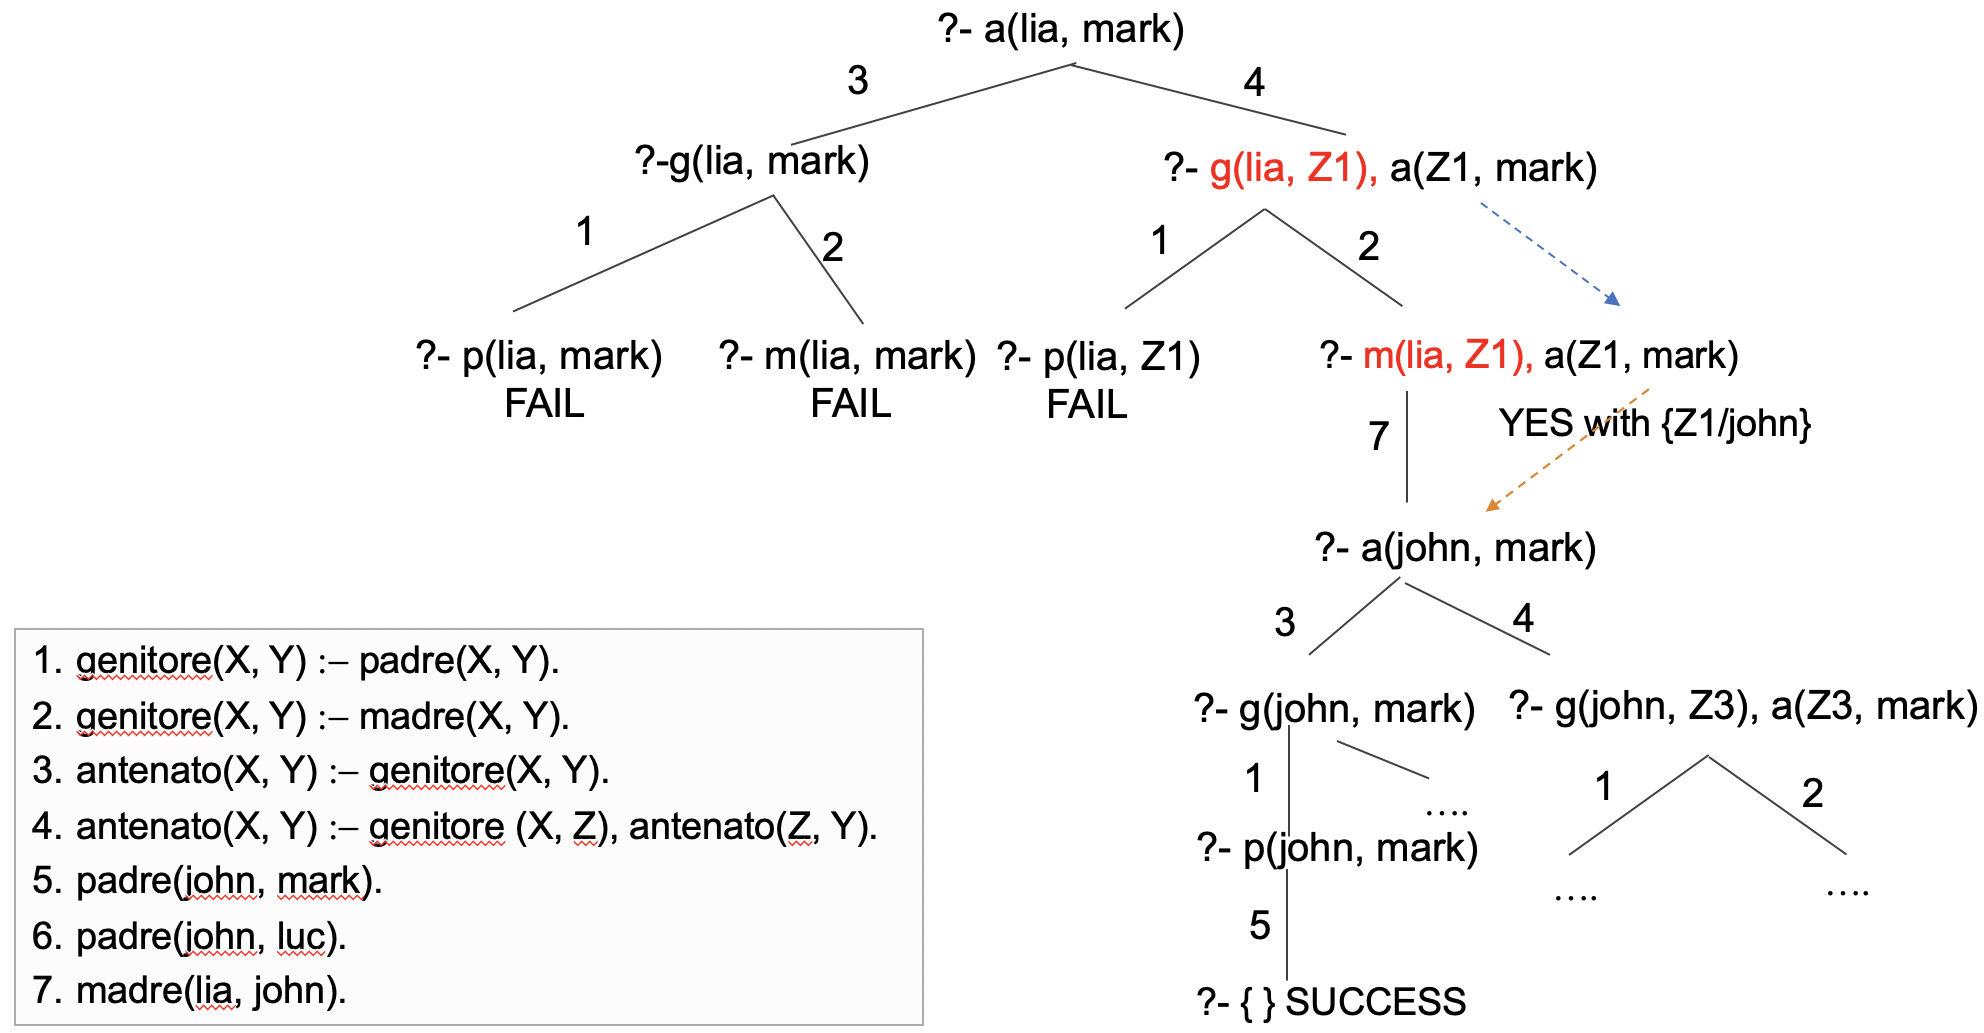 ?- a(lia, mark)
3
4
?-g(lia, mark)
?- g(lia, Z1), a(Z1, mark)
1
2
1
2
?- p(lia, mark)
FAIL
?- m(lia, mark)
FAIL
?- p(lia, Z1)
FAIL
?- m(lia, Z1), a(Z1, mark)
7
YES with {Z1/john}
?- a(john, mark)
3
4
?- g(john, mark)
?- g(john, Z3), a(Z3, mark)
1
....
1
2
?- p(john, mark)
....
....
5
?- { } SUCCESS
1. genitore(X, Y) :– padre(X, Y).
2. genitore(X, Y) :– madre(X, Y).
3. antenato(X, Y) :– genitore(X, Y).
4. antenato(X, Y) :– genitore (X, Z), antenato(Z, Y).
5. padre(john, mark).
6. padre(john, luc).
7. madre(lia, john).